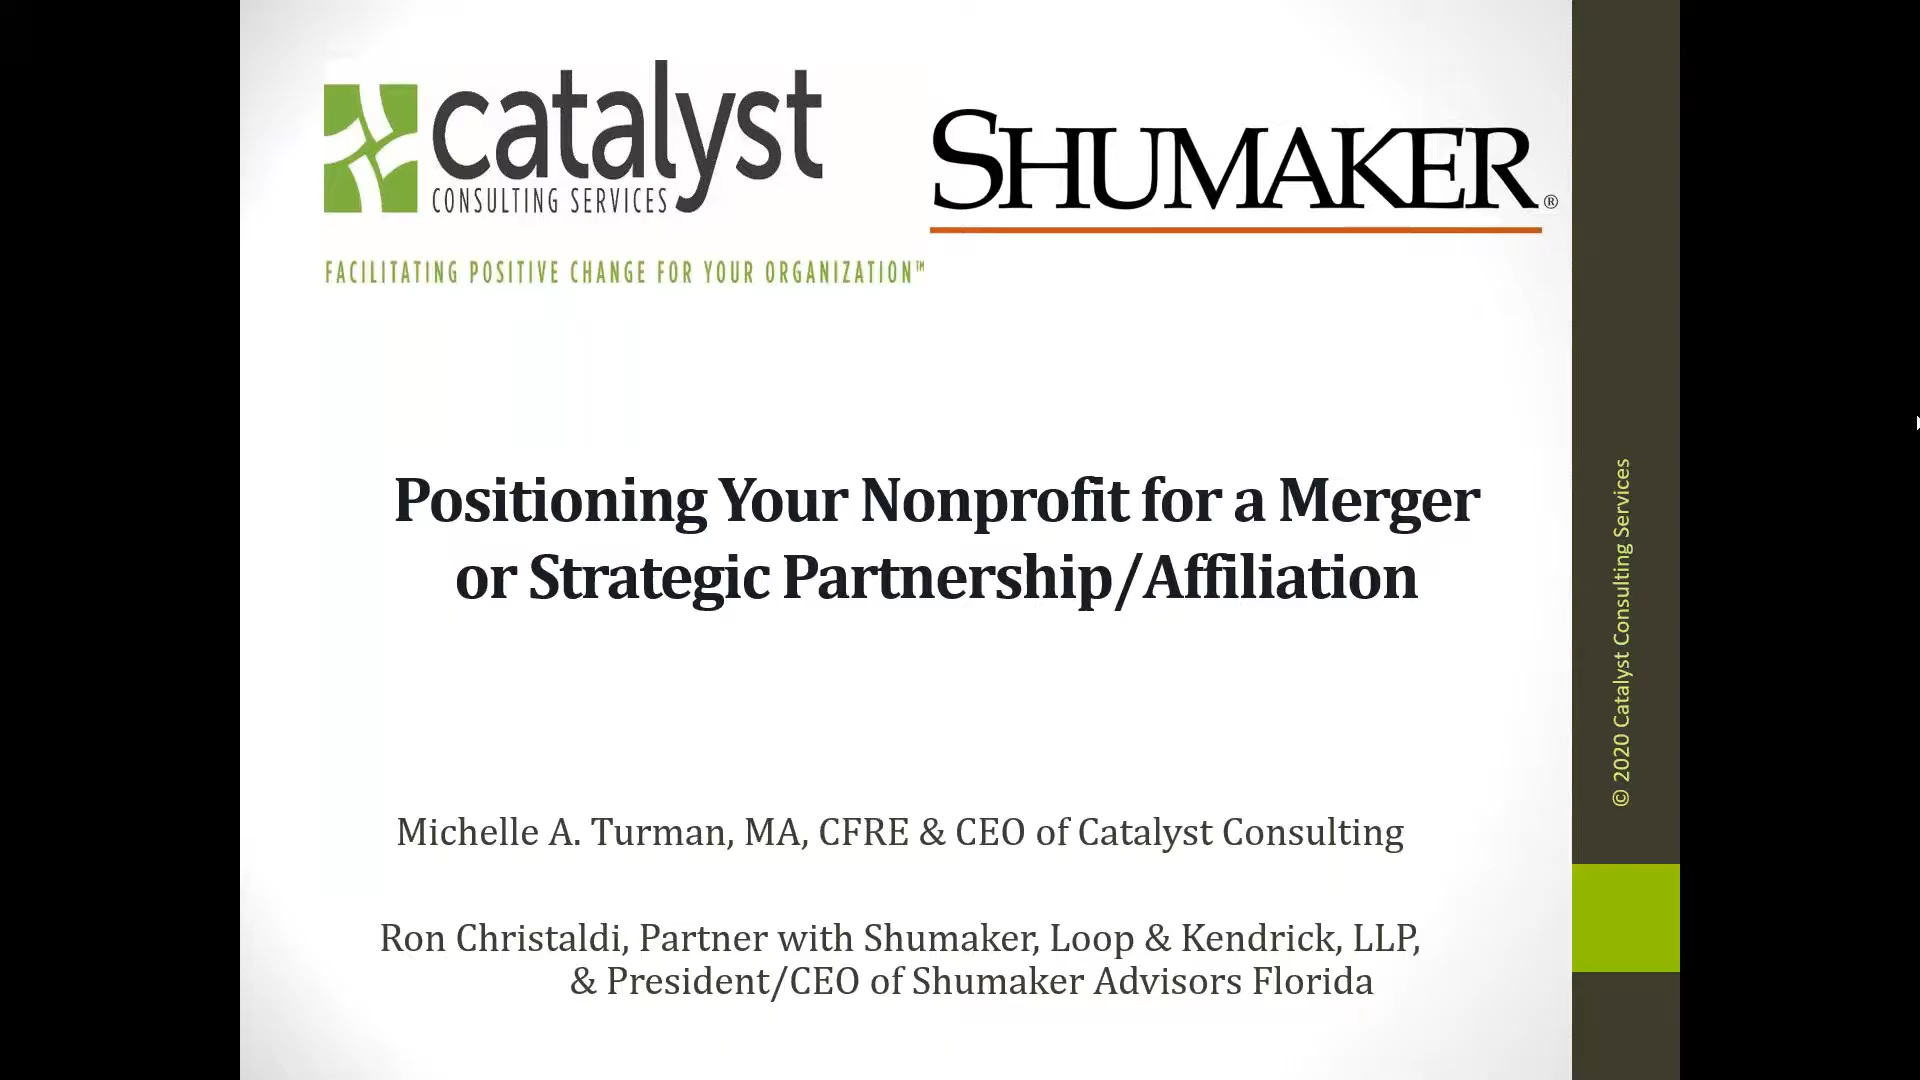 catalyst
CONSULTING SERVICES
FACILITATING POSITIVE CHANGE FOR YOUR ORGANIZATION™
SHUMAKER®
Positioning Your Nonprofit for a Merger
or Strategic Partnership/Affiliation
Michelle A. Turman, MA, CFRE & CEO of Catalyst Consulting
Ron Christaldi, Partner with Shumaker, Loop & Kendrick, LLP,
& President/CEO of Shumaker Advisors Florida
© 2020 Catalyst Consulting Services